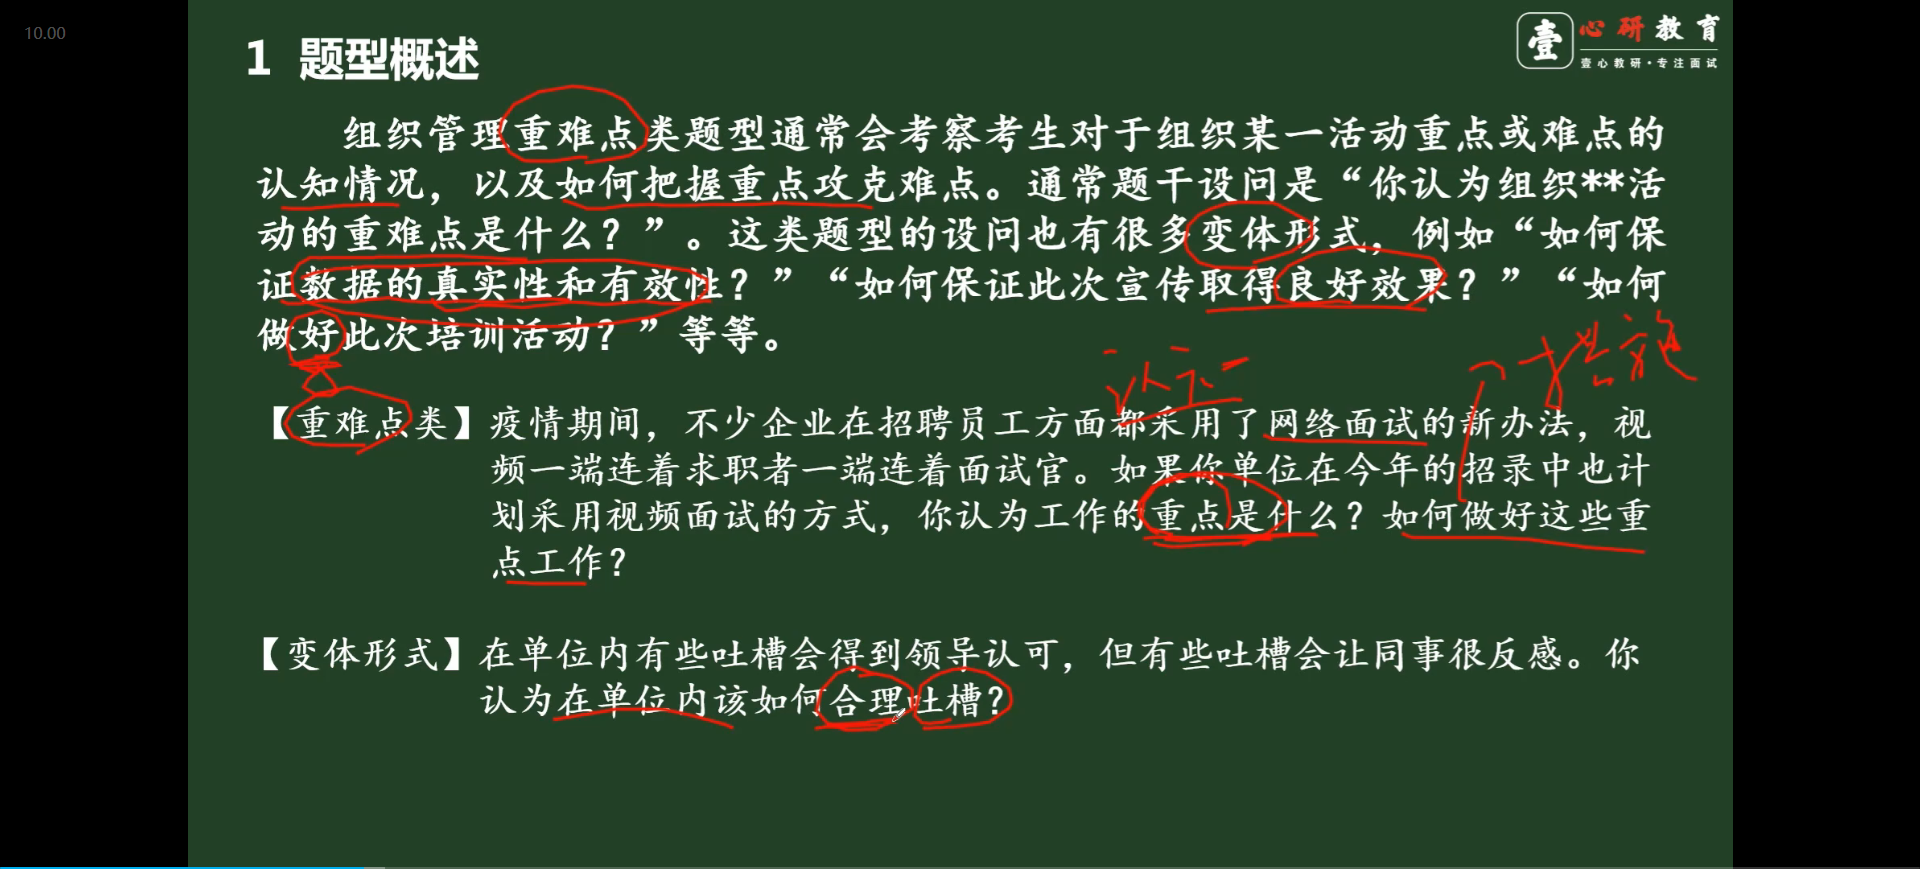 10.00
1 题型概述
壹 心研教育
壹心教研·专注面试
组织管理重难点类题型通常会考察考生对于组织某一活动重点或难点的
认知情况，以及如何把握重点攻克难点。通常题干设问是“你认为组织**活
动的重难点是什么？”。这类题型的设问也有很多变体形式，例如“如何保
证数据的真实性和有效性？”“如何保证此次宣传取得良好效果？”“如何
做好此次培训活动？”等等。
【重难点类】疫情期间，不少企业在招聘员工方面都采用了网络面试的新办法，视
频一端连着求职者一端连着面试官。如果你单位在今年的招录中也计
划采用视频面试的方式，你认为工作的重点是什么？如何做好这些重
点工作？
【变体形式】在单位内有些吐槽会得到领导认可，但有些吐槽会让同事很反感。你
认为在单位内该如何合理吐槽？